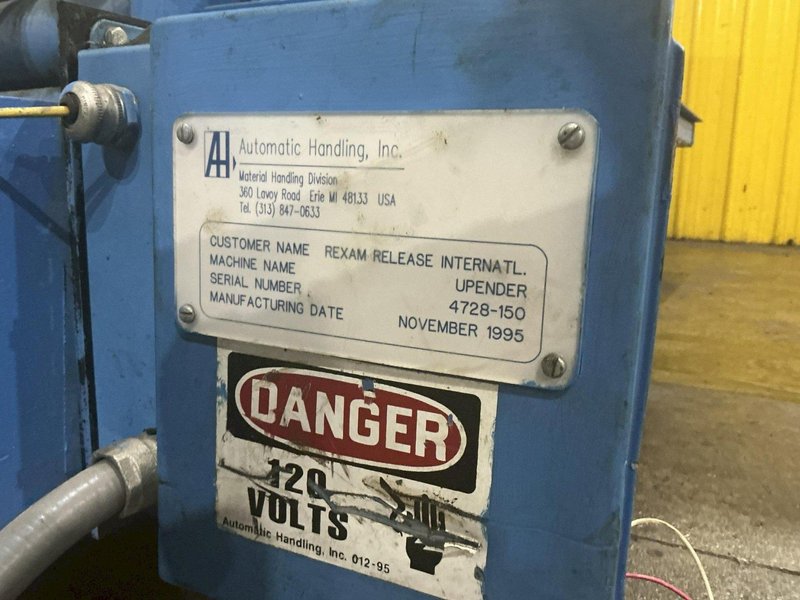 AH Automatic Handling, Inc.
Material Handling Division
360 Lavoy Road Erie MI 48133 USA
Tel. (313) 847-0633
CUSTOMER NAME REXAM RELEASE INTERNATL.
MACHINE NAME UPENDER
SERIAL NUMBER 4728-150
MANUFACTURING DATE NOVEMBER 1995
DANGER
120
VOLTS
Automatic Handling, Inc. 012-95